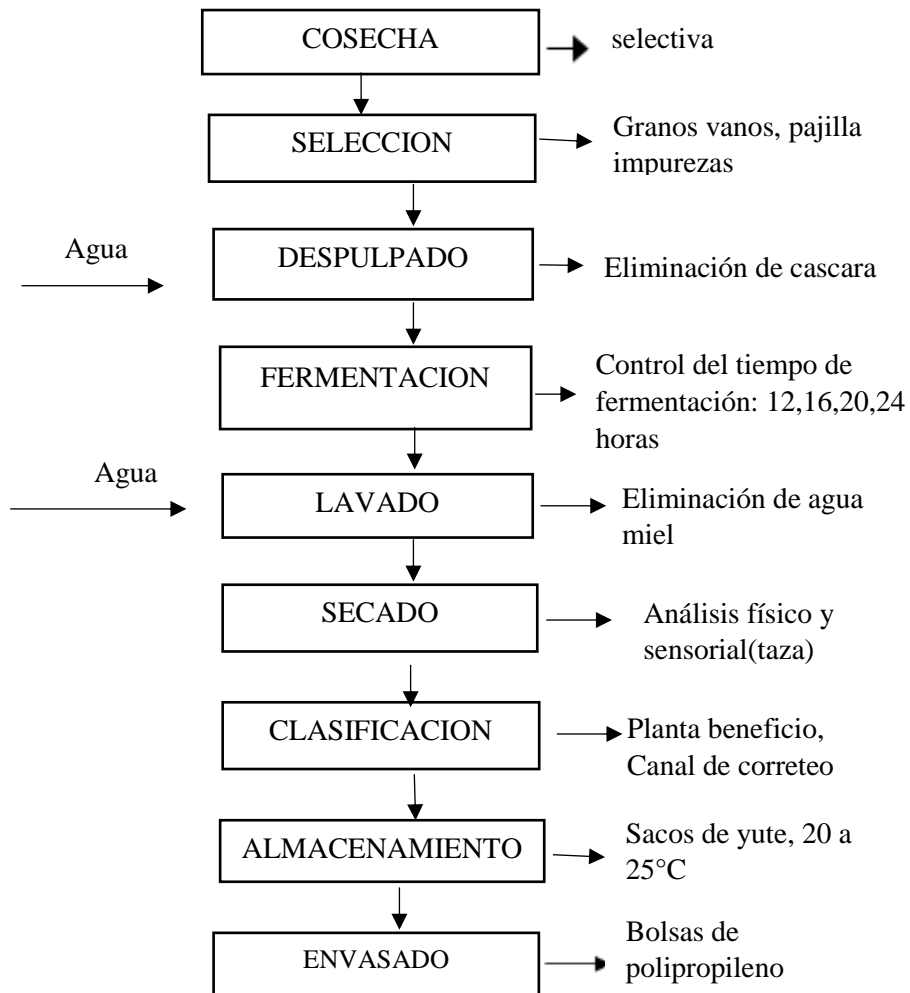 COSECHA
selectiva
SELECCION
Granos vanos, pajilla
impurezas
Agua
DESPULPADO
Eliminación de cascara
FERMENTACION
Control del tiempo de
fermentación: 12,16,20,24
horas
Agua
LAVADO
Eliminación de agua
miel
SECADO
Análisis físico y
sensorial(taza)
CLASIFICACION
Planta beneficio,
Canal de correteo
ALMACENAMIENTO
Sacos de yute, 20 a
25°C
ENVASADO
Bolsas de
polipropileno